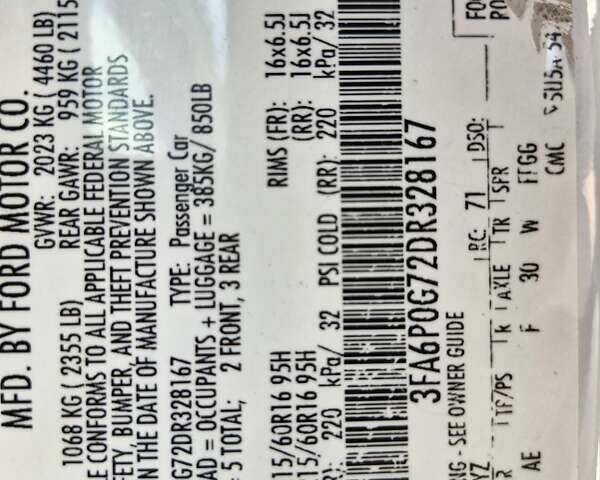 MFD. BY FORD MOTOR CO.
GVWR: 2023 KG ( 4460 LB)
1068 KG ( 2355 LB) REAR GAWR: 959 KG ( 2115
E CONFORMS TO ALL APPLICABLE FEDERAL MOTOR
FETY, BUMPER, AND THEFT PREVENTION STANDARDS
N THE DATE OF MANUFACTURE SHOWN ABOVE.
G72DR328167 TYPE: Passenger Car
AD = OCCUPANTS + LUGGAGE = 385KG/ 850LB
= 5 TOTAL; 2 FRONT, 3 REAR
15/60R16 95H RIMS (FR): 16x6.5J
15/60R16 95H (RR): 16x6.5J
R): 220 kPa/ 32 PSI COLD (RR): 220 kPa/ 32
3FA6P0G72DR328167
NG - SEE OWNER GUIDE
YZ RC: 71 DSO:
R TP/PS R AXLE TR SPR
AE F 30 W FFGG
CMC